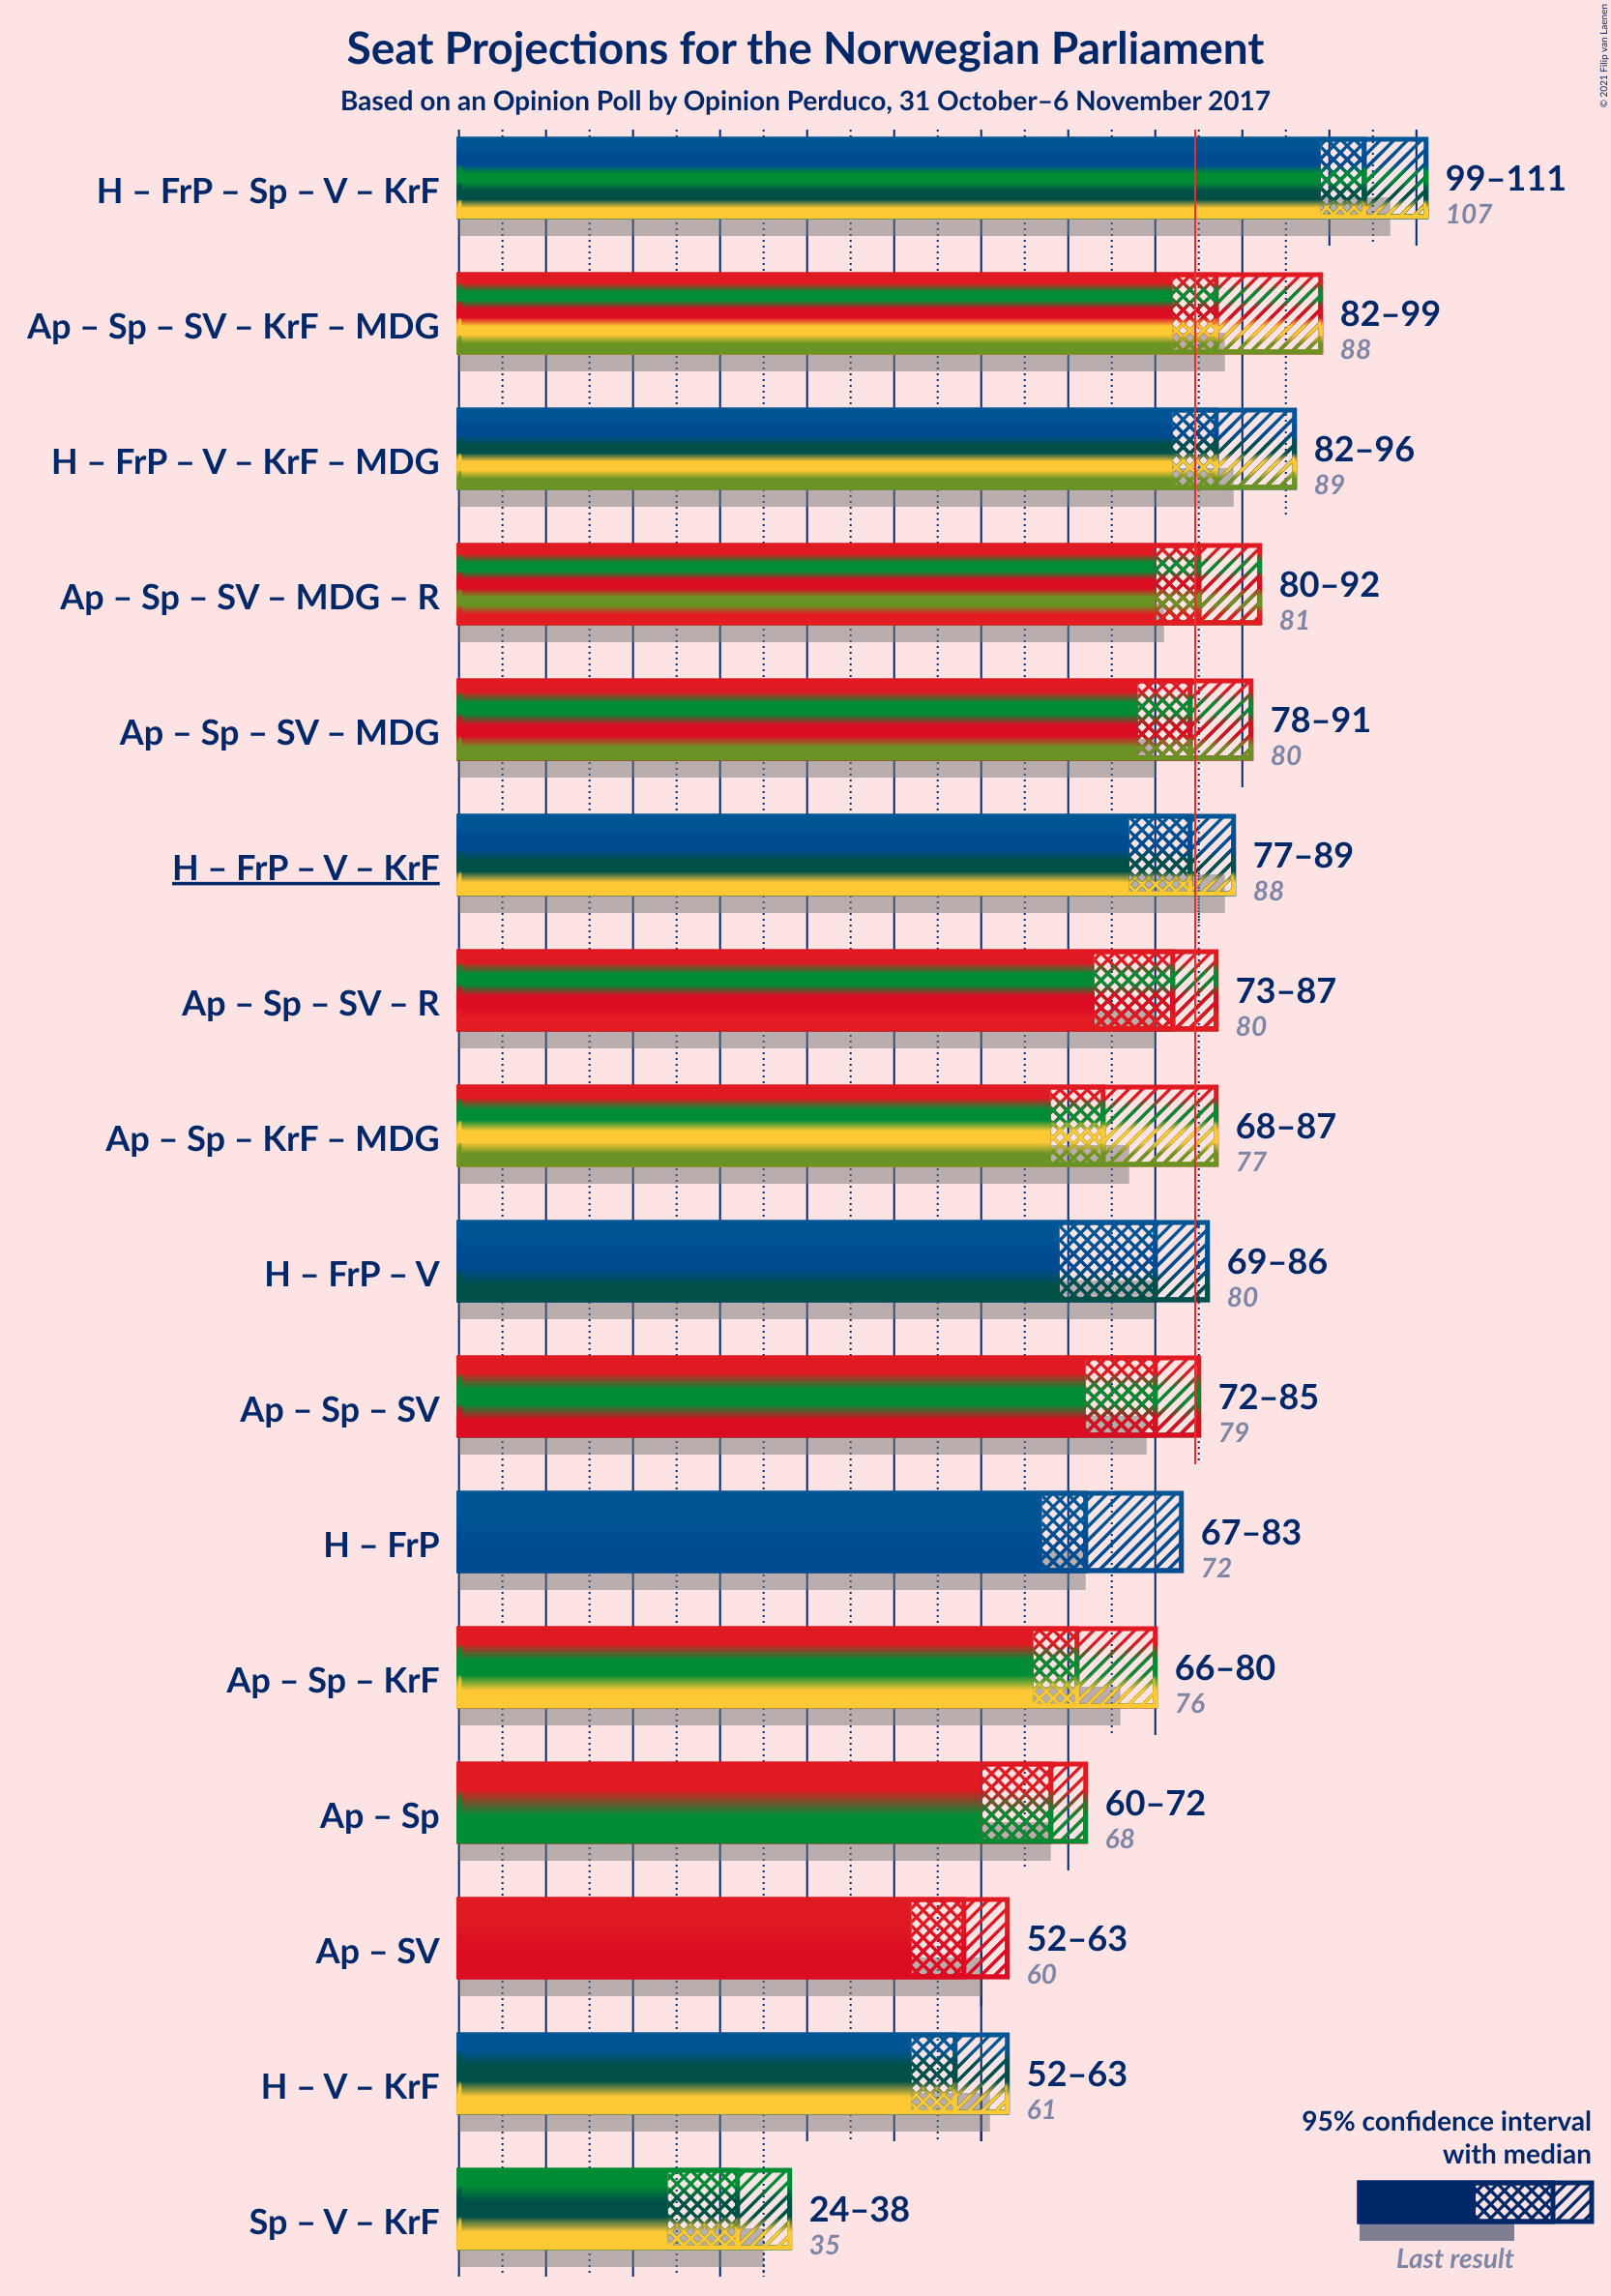 Seat Projections for the Norwegian Parliament
Based on an Opinion Poll by Opinion Perduco, 31 October–6 November 2017
© 2021 Filip van Laenen
H – FrP – Sp – V – KrF
99–111
107
Ap – Sp – SV – KrF – MDG
82–99
88
H – FrP – V – KrF – MDG
82–96
89
Ap – Sp – SV – MDG – R
80–92
81
Ap – Sp – SV – MDG
78–91
80
H – FrP – V – KrF
77–89
88
Ap – Sp – SV – R
73–87
80
Ap – Sp – KrF – MDG
68–87
77
H – FrP – V
69–86
80
Ap – Sp – SV
72–85
79
H – FrP
67–83
72
Ap – Sp – KrF
66–80
76
Ap – Sp
60–72
68
Ap – SV
52–63
60
H – V – KrF
52–63
61
Sp – V – KrF
24–38
35
95% confidence interval
with median
Last result